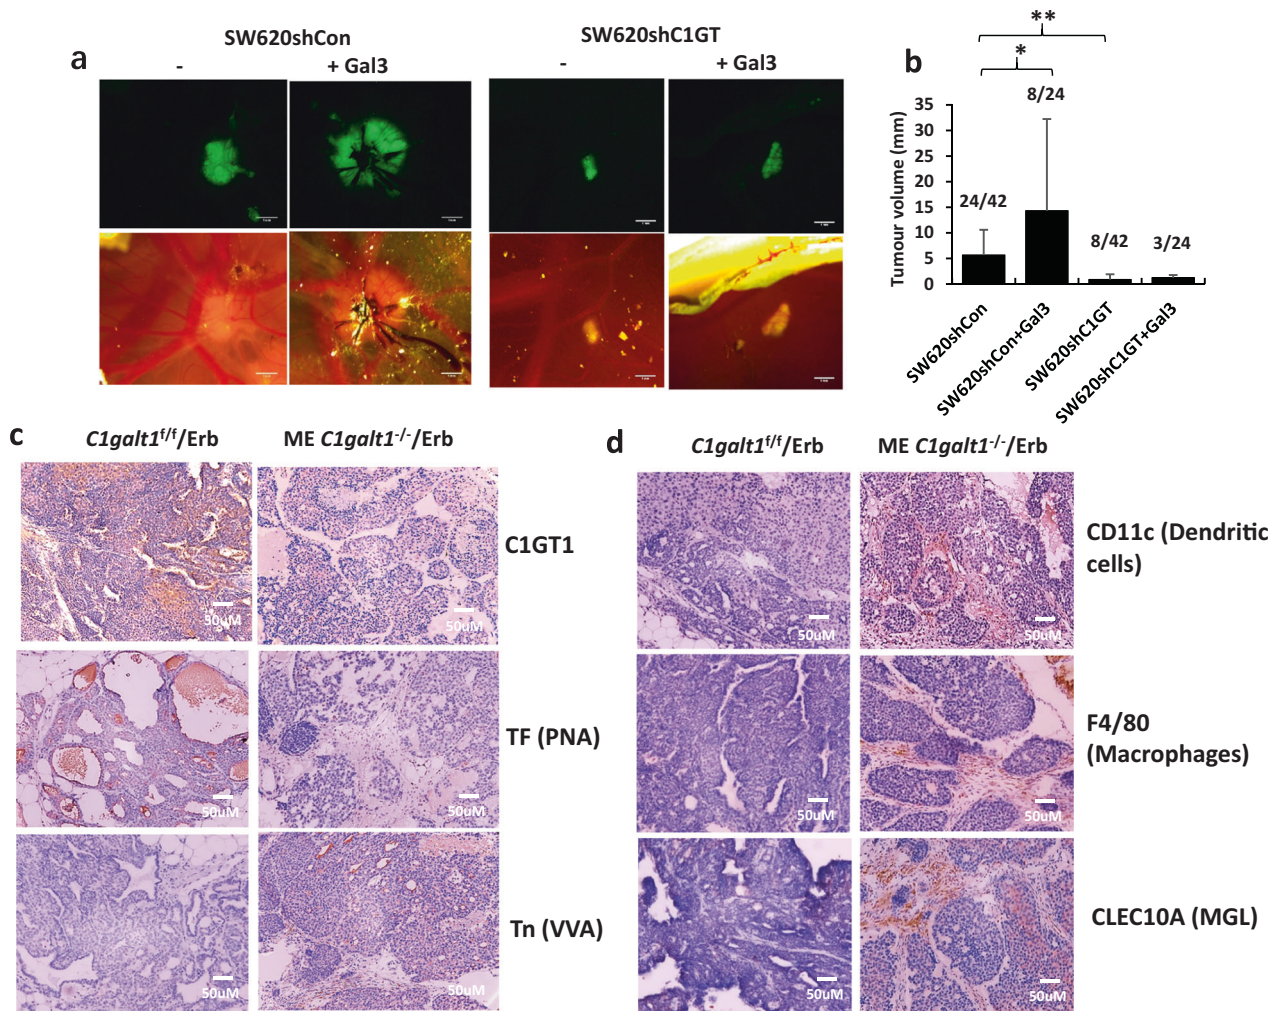 a
SW620shCon
SW620shC1GT
-
+ Gal3
-
+ Gal3
b
**
*
8/24
24/42
8/42
3/24
Tumour volume (mm)
35
30
25
20
15
10
5
0
SW620shCon
SW620shCon+Gal3
SW620shC1GT
SW620shC1GT+Gal3
c
C1galt1f/f/Erb
ME C1galt1-/-/Erb
50uM
50uM
C1GT1
50uM
50uM
TF (PNA)
50uM
50uM
Tn (VVA)
d
C1galt1f/f/Erb
ME C1galt1-/-/Erb
50uM
50uM
CD11c (Dendritic
cells)
50uM
50uM
F4/80
(Macrophages)
50uM
50uM
CLEC10A (MGL)